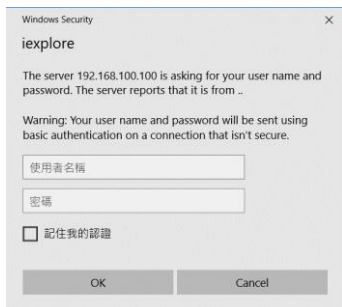 Windows Security
iexplore
The server 192.168.100.100 is asking for your user name and
password. The server reports that it is from ..
Warning: Your user name and password will be sent using
basic authentication on a connection that isn't secure.
使用者名稱
密碼
記住我的認證
OK Cancel